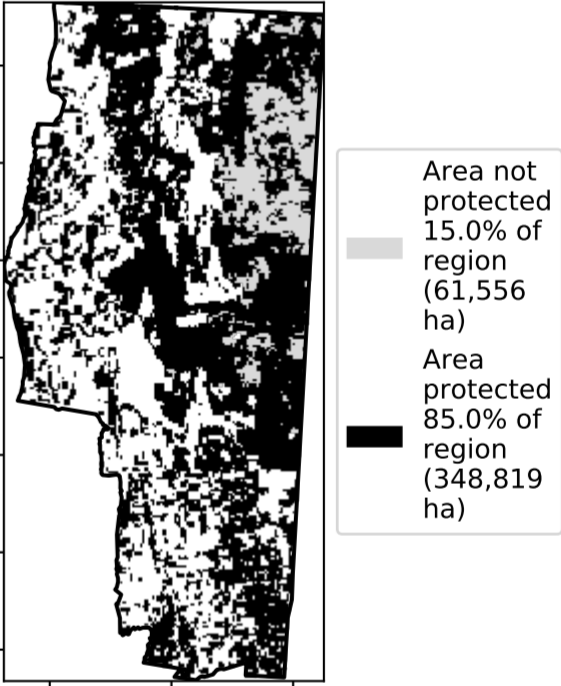 Area not
protected
15.0% of
region
(61,556
ha)
Area
protected
85.0% of
region
(348,819
ha)